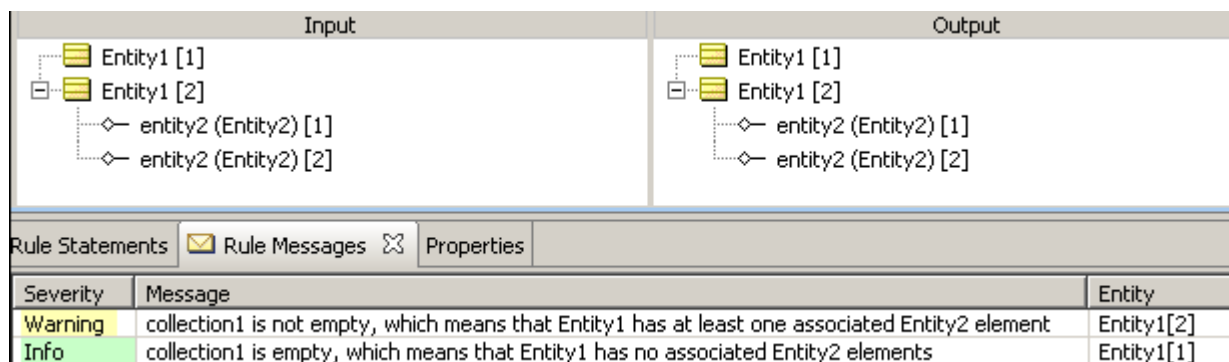 Input
Entity1 [1]
Entity1 [2]
entity2 (Entity2) [1]
entity2 (Entity2) [2]
Output
Entity1 [1]
Entity1 [2]
entity2 (Entity2) [1]
entity2 (Entity2) [2]
Rule Statements Rule Messages Properties
Severity Message Entity
Warning collection1 is not empty, which means that Entity1 has at least one associated Entity2 element Entity1[2]
Info collection1 is empty, which means that Entity1 has no associated Entity2 elements Entity1[1]